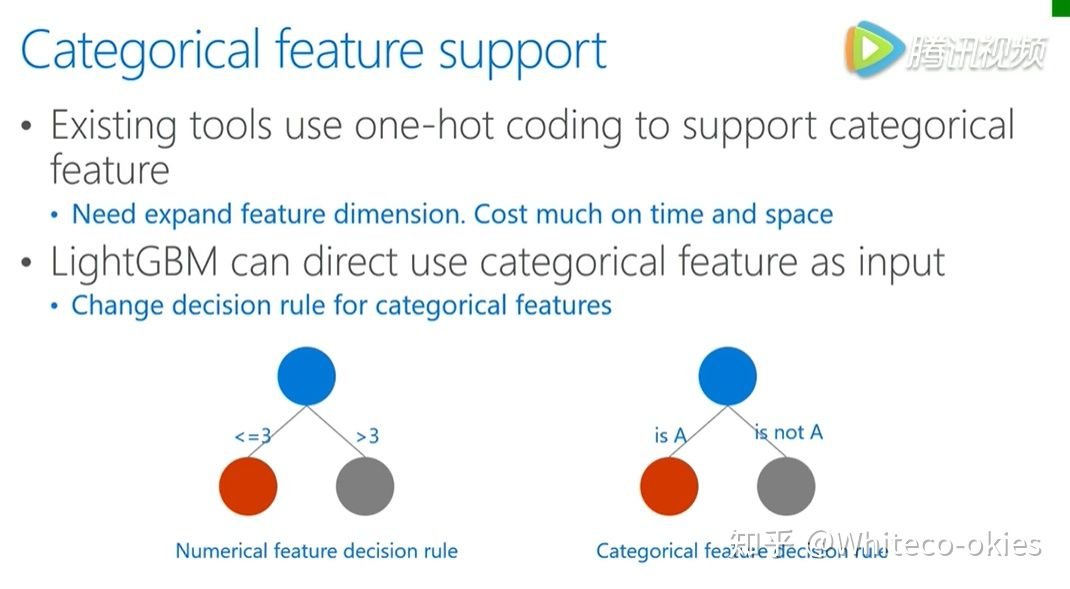 Categorical feature support
腾讯视频
• Existing tools use one-hot coding to support categorical
feature
• Need expand feature dimension. Cost much on time and space
• LightGBM can direct use categorical feature as input
• Change decision rule for categorical features
<=3
>3
is A
is not A
Numerical feature decision rule
Categorical feature decision rule
知乎 @Whiteco-okies